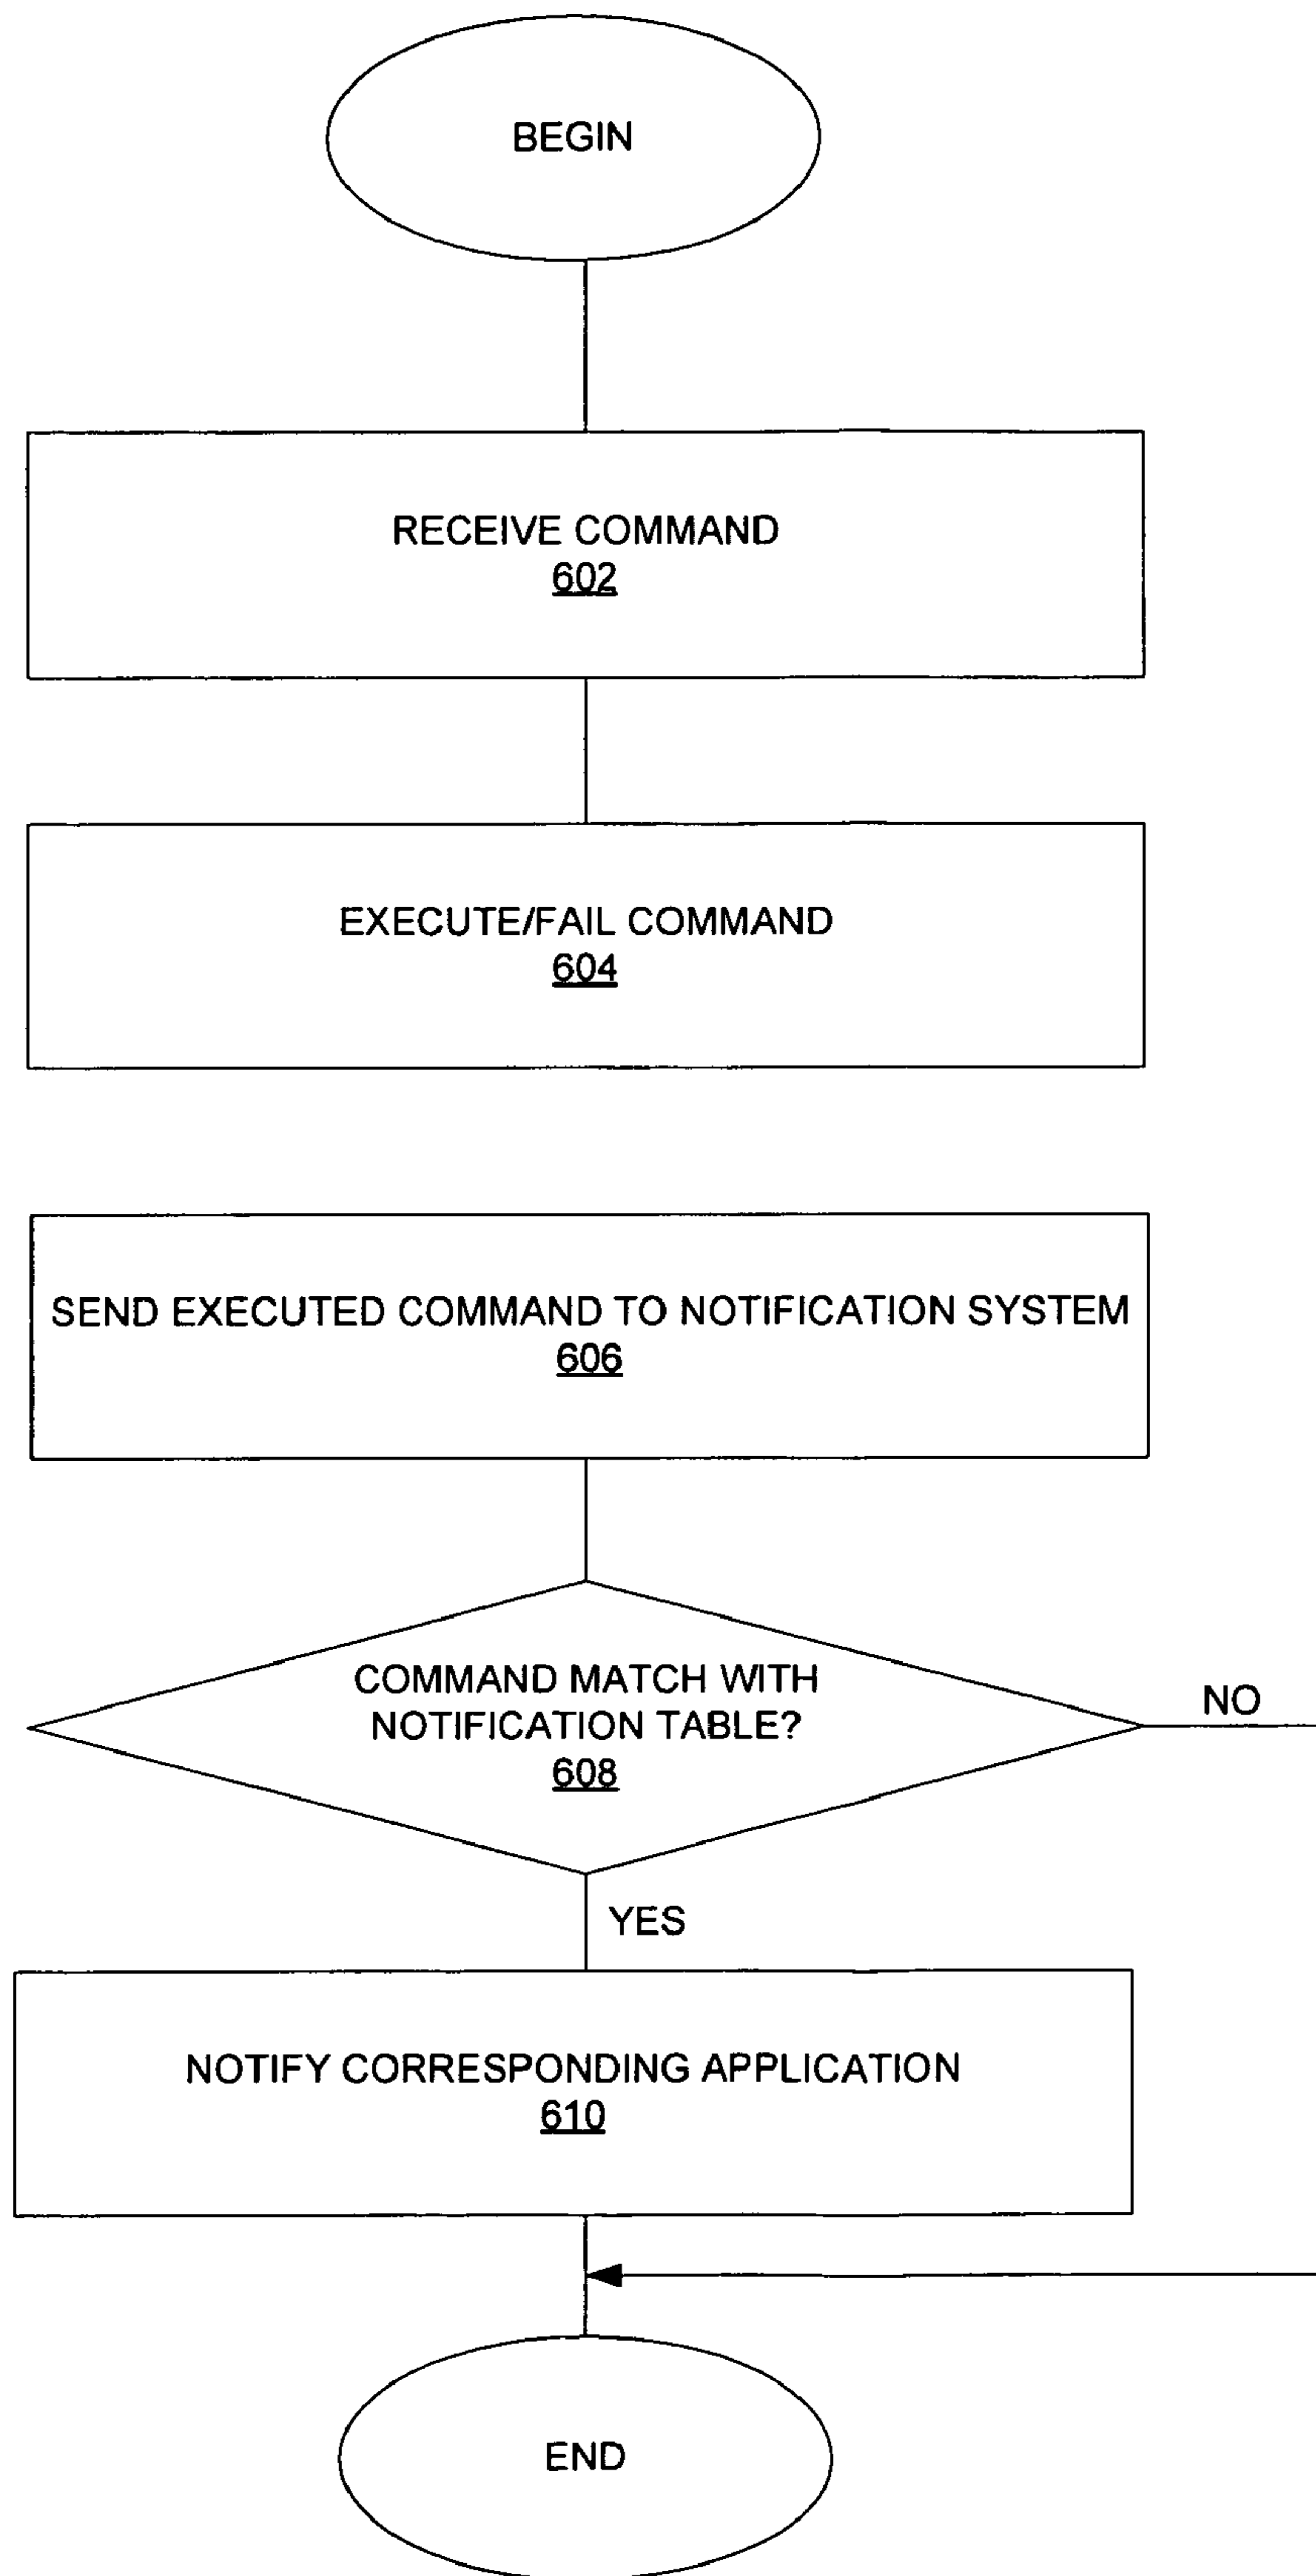 BEGIN
RECEIVE COMMAND
602
EXECUTE/FAIL COMMAND
604
SEND EXECUTED COMMAND TO NOTIFICATION SYSTEM
606
COMMAND MATCH WITH
NOTIFICATION TABLE?
608
NO
YES
NOTIFY CORRESPONDING APPLICATION
610
END